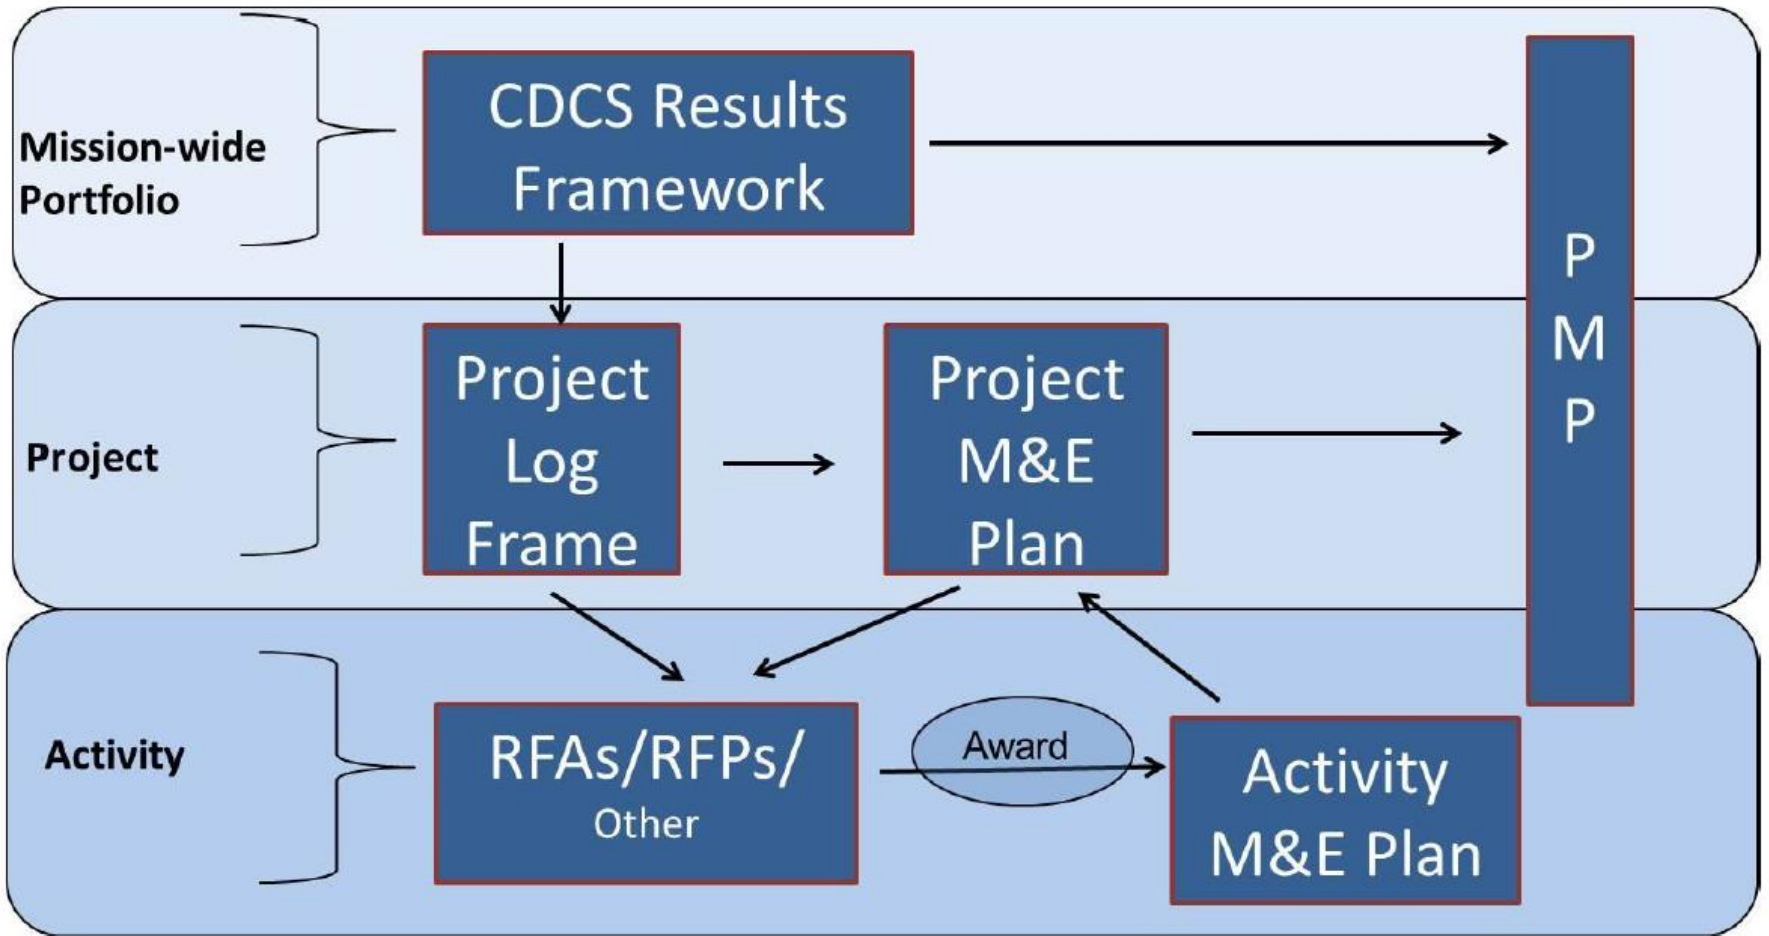 CDCS Results
Framework
Mission-wide
Portfolio
P
M
P
Project
Log
Frame
Project
M&E
Plan
Project
RFAs/RFPs/
Other
Award
Activity
M&E Plan
Activity